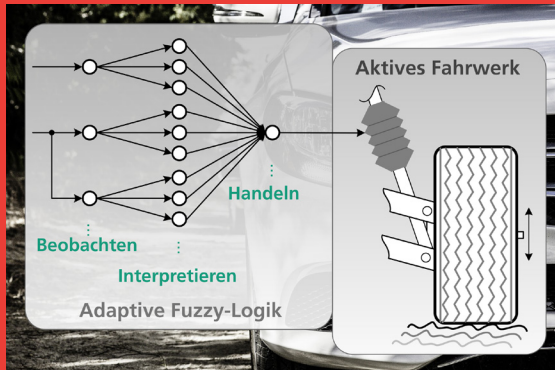 Aktives Fahrwerk
Handeln
Beobachten
Interpretieren
Adaptive Fuzzy-Logik